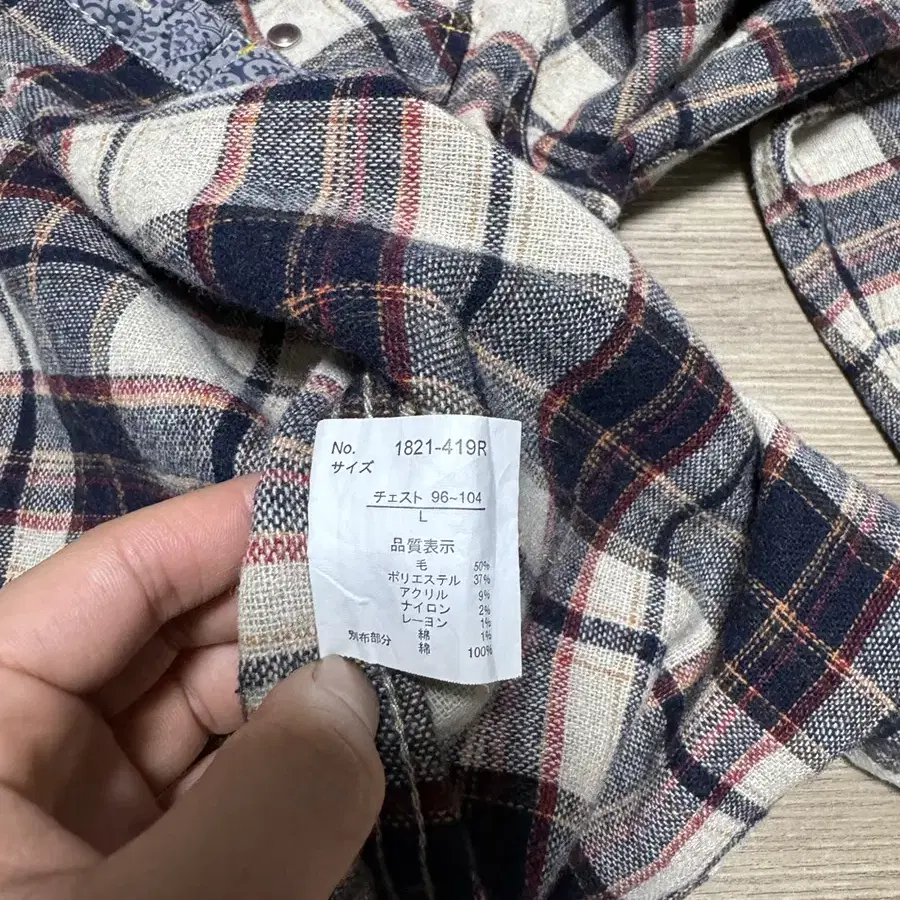 No. 1821-419R
サイズ
チェスト 96~104
L
品質表示
毛 50%
ポリエステル 37%
アクリル 9%
ナイロン 2%
レーヨン 1%
綿 1%
別布部分 綿 100%